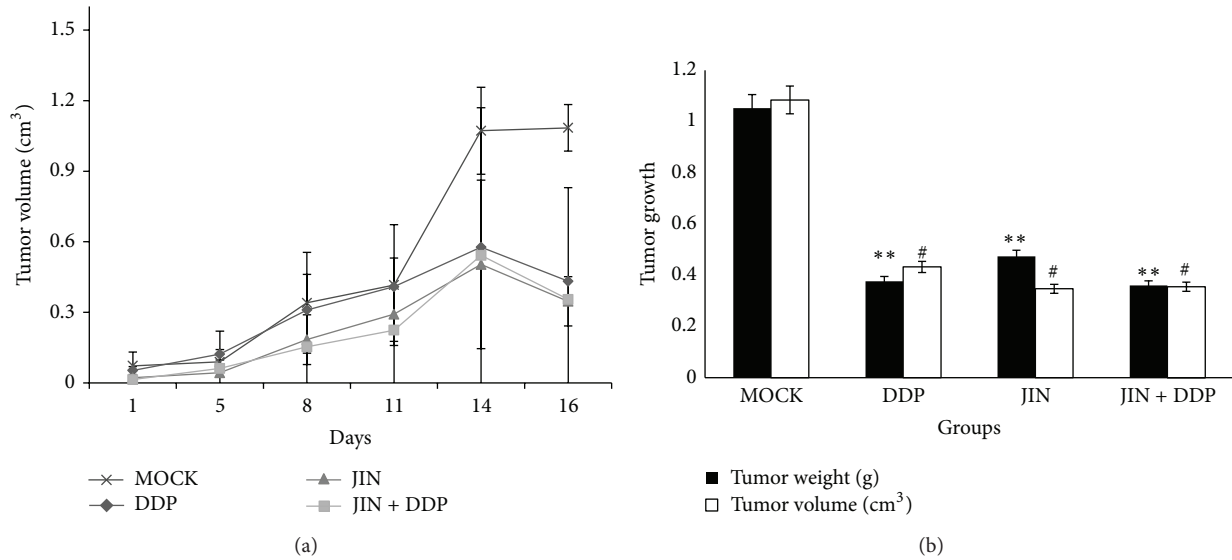 1.5
1.2
0.9
0.6
0.3
0
Tumor volume (cm³)
1 5 8 11 14 16
Days
MOCK
DDP
JIN
JIN + DDP
(a)
1.2
1
0.8
0.6
0.4
0.2
0
Tumor growth
** # ** # ** #
MOCK DDP JIN JIN + DDP
Groups
Tumor weight (g)
Tumor volume (cm³)
(b)